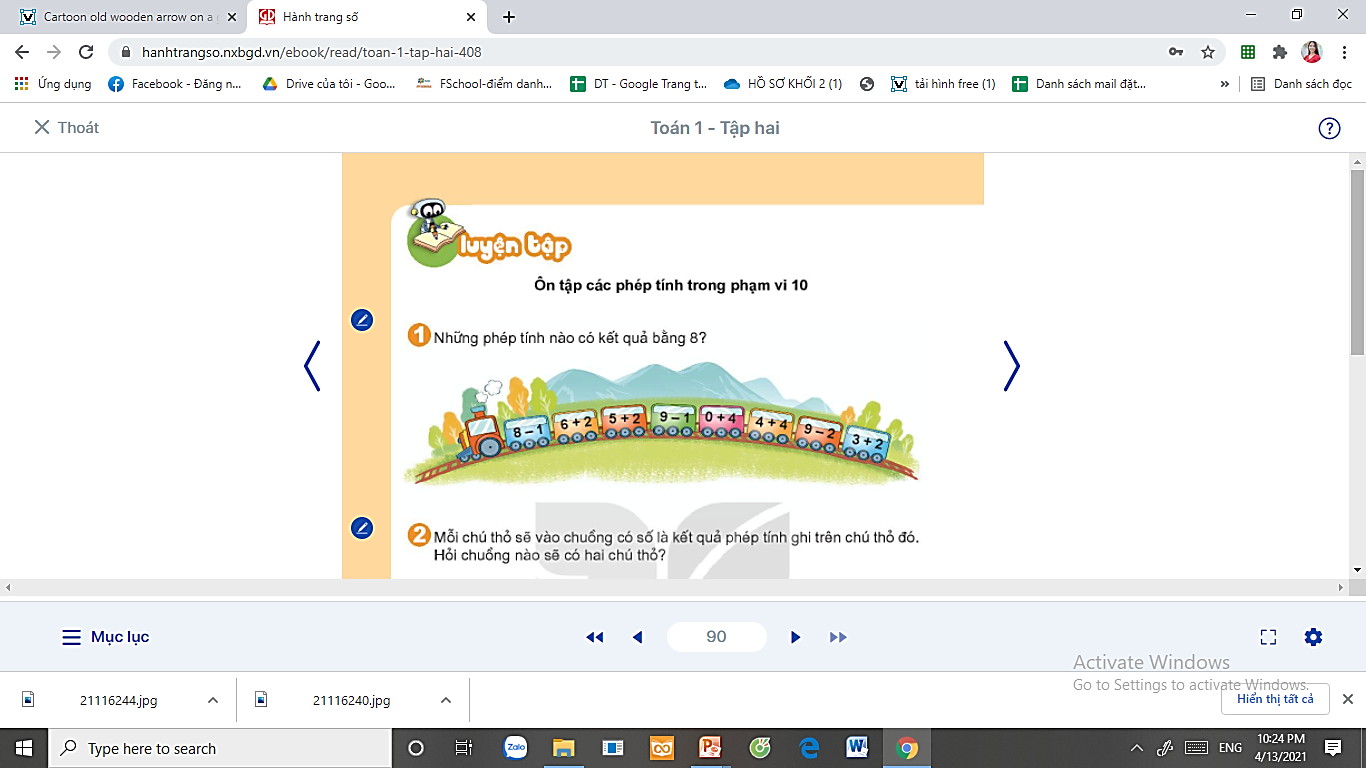 Cartoon old wooden arrow on a
Hành trang số
hanhtrangso.nxbgd.vn/ebook/read/toan-1-tap-hai-408
Ứng dụng
Facebook - Đăng n...
Drive của tôi - Goo...
FSchool-điểm danh...
DT - Google Trang t...
HỒ SƠ KHỐI 2 (1)
tải hình free (1)
Danh sách mail đặt...
»
Danh sách đọc
Thoát
Toán 1 - Tập hai
?
luyện tập
Ôn tập các phép tính trong phạm vi 10
1 Những phép tính nào có kết quả bằng 8?
8 – 1 6 + 2 5 + 2 9 – 1 0 + 4 4 + 4 9 – 2 3 + 2
2 Mỗi chú thỏ sẽ vào chuồng có số là kết quả phép tính ghi trên chú thỏ đó.
Hỏi chuồng nào sẽ có hai chú thỏ?
Mục lục
90
Activate Windows
Go to Settings to activate Windows.
21116244.jpg
21116240.jpg
Hiển thị tất cả
Type here to search
Zalo
ENG
10:24 PM
4/13/2021